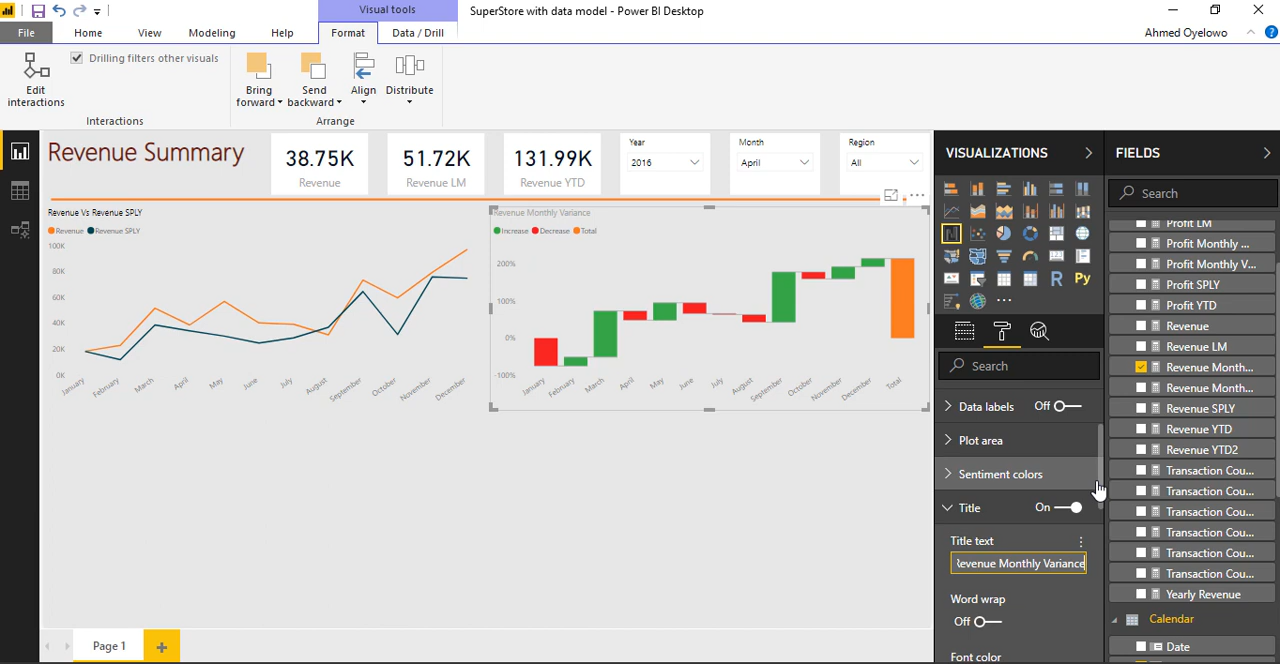 Visual tools
SuperStore with data model - Power BI Desktop
File
Home
View
Modeling
Help
Format
Data / Drill
Ahmed Oyelowo
Edit
interactions
Drilling filters other visuals
Bring
forward
Send
backward
Align
Distribute
Interactions
Arrange
Revenue Summary
38.75K
Revenue
51.72K
Revenue LM
131.99K
Revenue YTD
Year
2016
Month
April
Region
All
Revenue Vs Revenue SPLY
Revenue Revenue SPLY
100K
80K
60K
40K
20K
0K
January
February
March
April
May
June
July
August
September
October
November
December
Revenue Monthly Variance
Increase Decrease Total
200%
100%
0%
-100%
January
February
March
April
May
June
July
August
September
October
November
December
Total
Page 1
VISUALIZATIONS
R
Py
Search
Data labels Off
Plot area
Sentiment colors
Title On
Title text
Revenue Monthly Variance
Word wrap
Off
Font color
FIELDS
Search
Profit LM
Profit Monthly ...
Profit Monthly V...
Profit SPLY
Profit YTD
Revenue
Revenue LM
Revenue Month...
Revenue Month...
Revenue SPLY
Revenue YTD
Revenue YTD2
Transaction Cou...
Transaction Cou...
Transaction Cou...
Transaction Cou...
Transaction Cou...
Transaction Cou...
Yearly Revenue
Calendar
Date